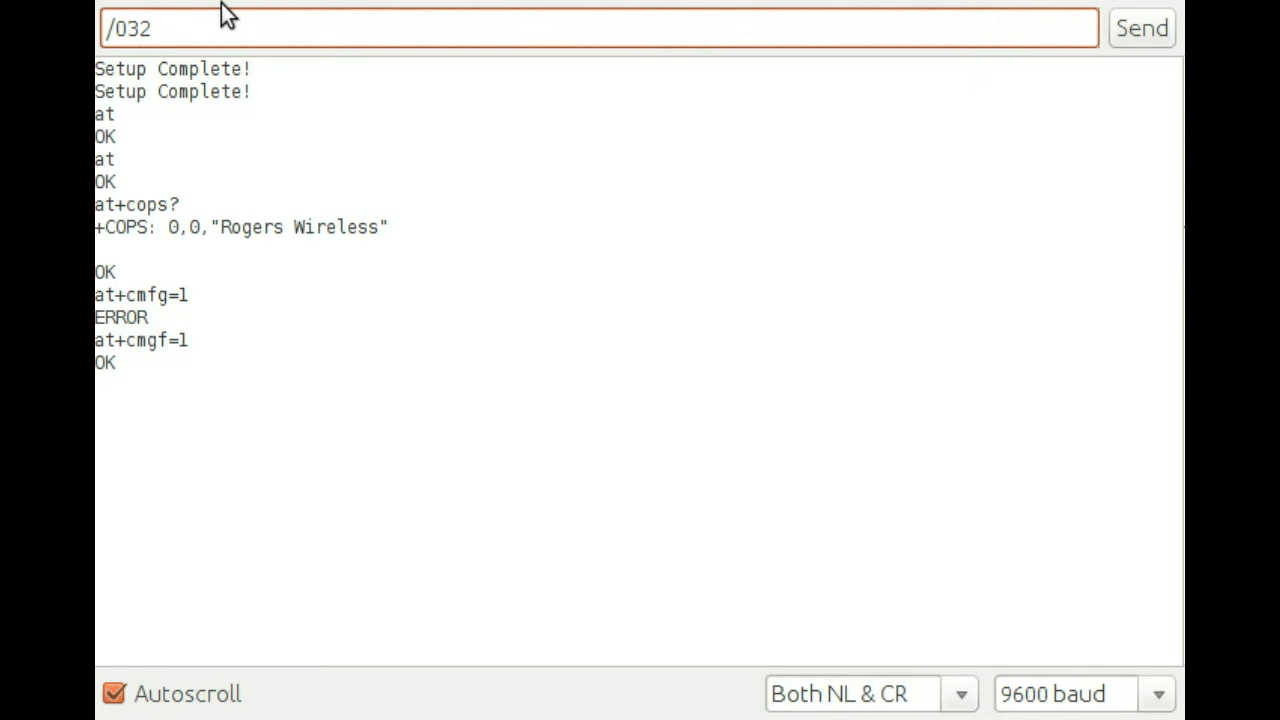 /032
Send
Setup Complete!
Setup Complete!
at
OK
at
OK
at+cops?
+COPS: 0,0,"Rogers Wireless"
OK
at+cmfg=1
ERROR
at+cmgf=1
OK
Autoscroll
Both NL & CR
9600 baud